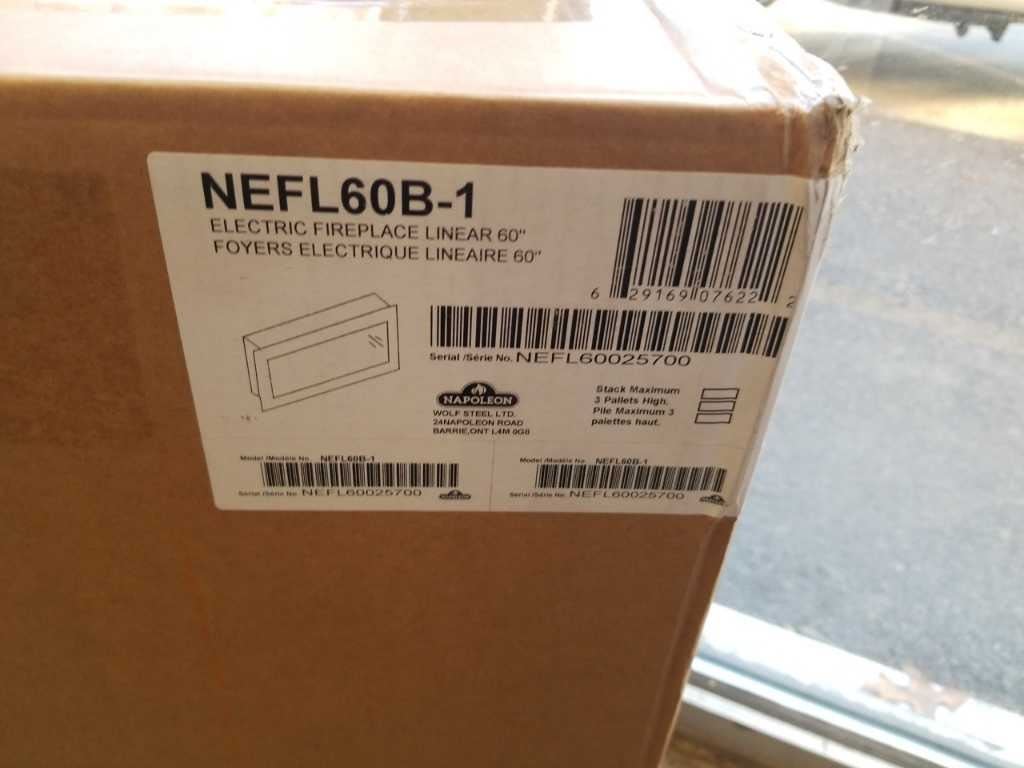 NEFL60B-1
ELECTRIC FIREPLACE LINEAR 60"
FOYERS ELECTRIQUE LINEAIRE 60"
6 29169 07622 2
Serial /Série No. NEFL60025700
NAPOLEON
WOLF STEEL LTD.
24NAPOLEON ROAD
BARRIE,ONT L4M 0G8
Stack Maximum
3 Pallets High.
Pile Maximum 3
palettes haut.
Model /Modèle No. NEFL60B-1
Serial /Série No NEFL60025700
NAPOLEON
Model /Modèle No. NEFL60B-1
Serial /Série No NEFL60025700
NAPOLEON